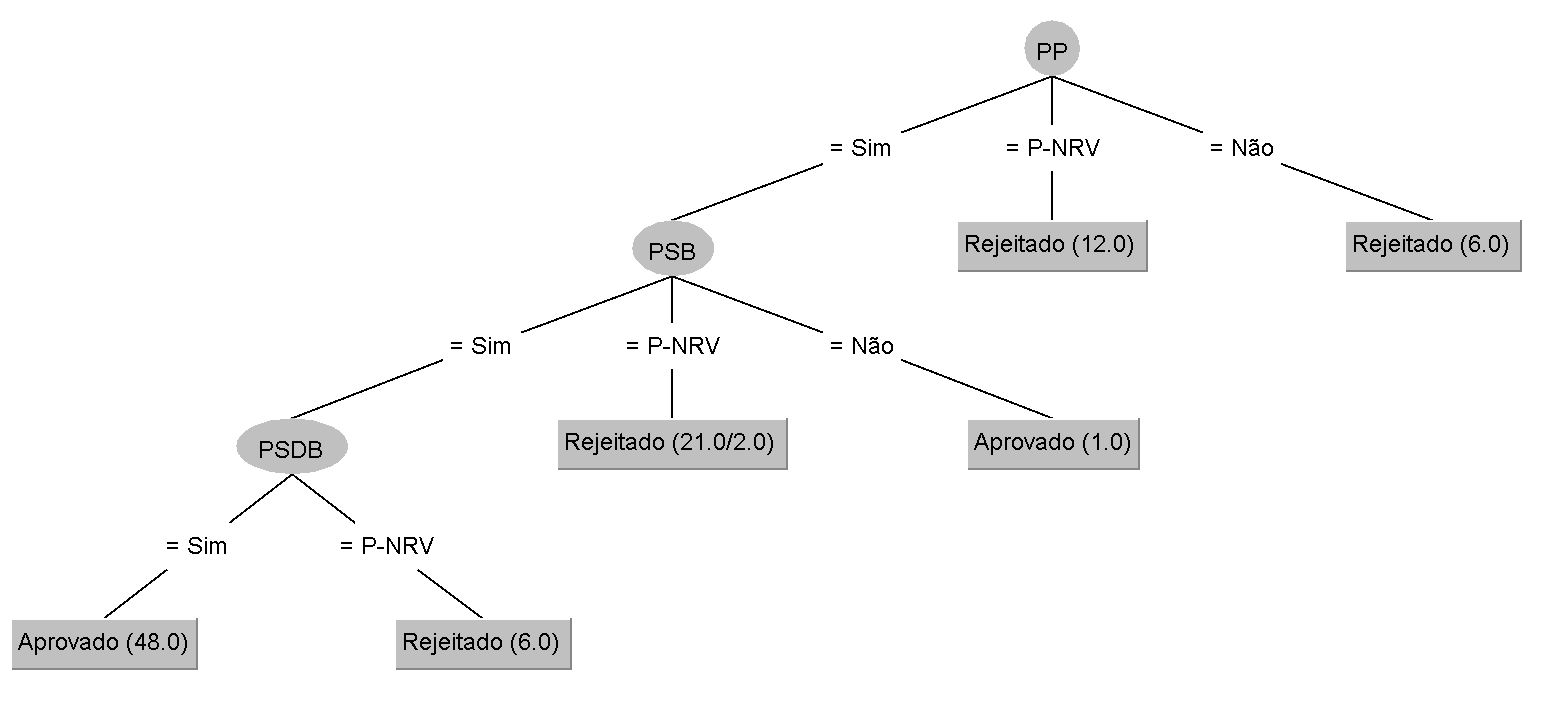 PP
= Sim
= P-NRV
= Não
PSB
Rejeitado (12.0)
Rejeitado (6.0)
= Sim
= P-NRV
= Não
PSDB
Rejeitado (21.0/2.0)
Aprovado (1.0)
= Sim
= P-NRV
Aprovado (48.0)
Rejeitado (6.0)